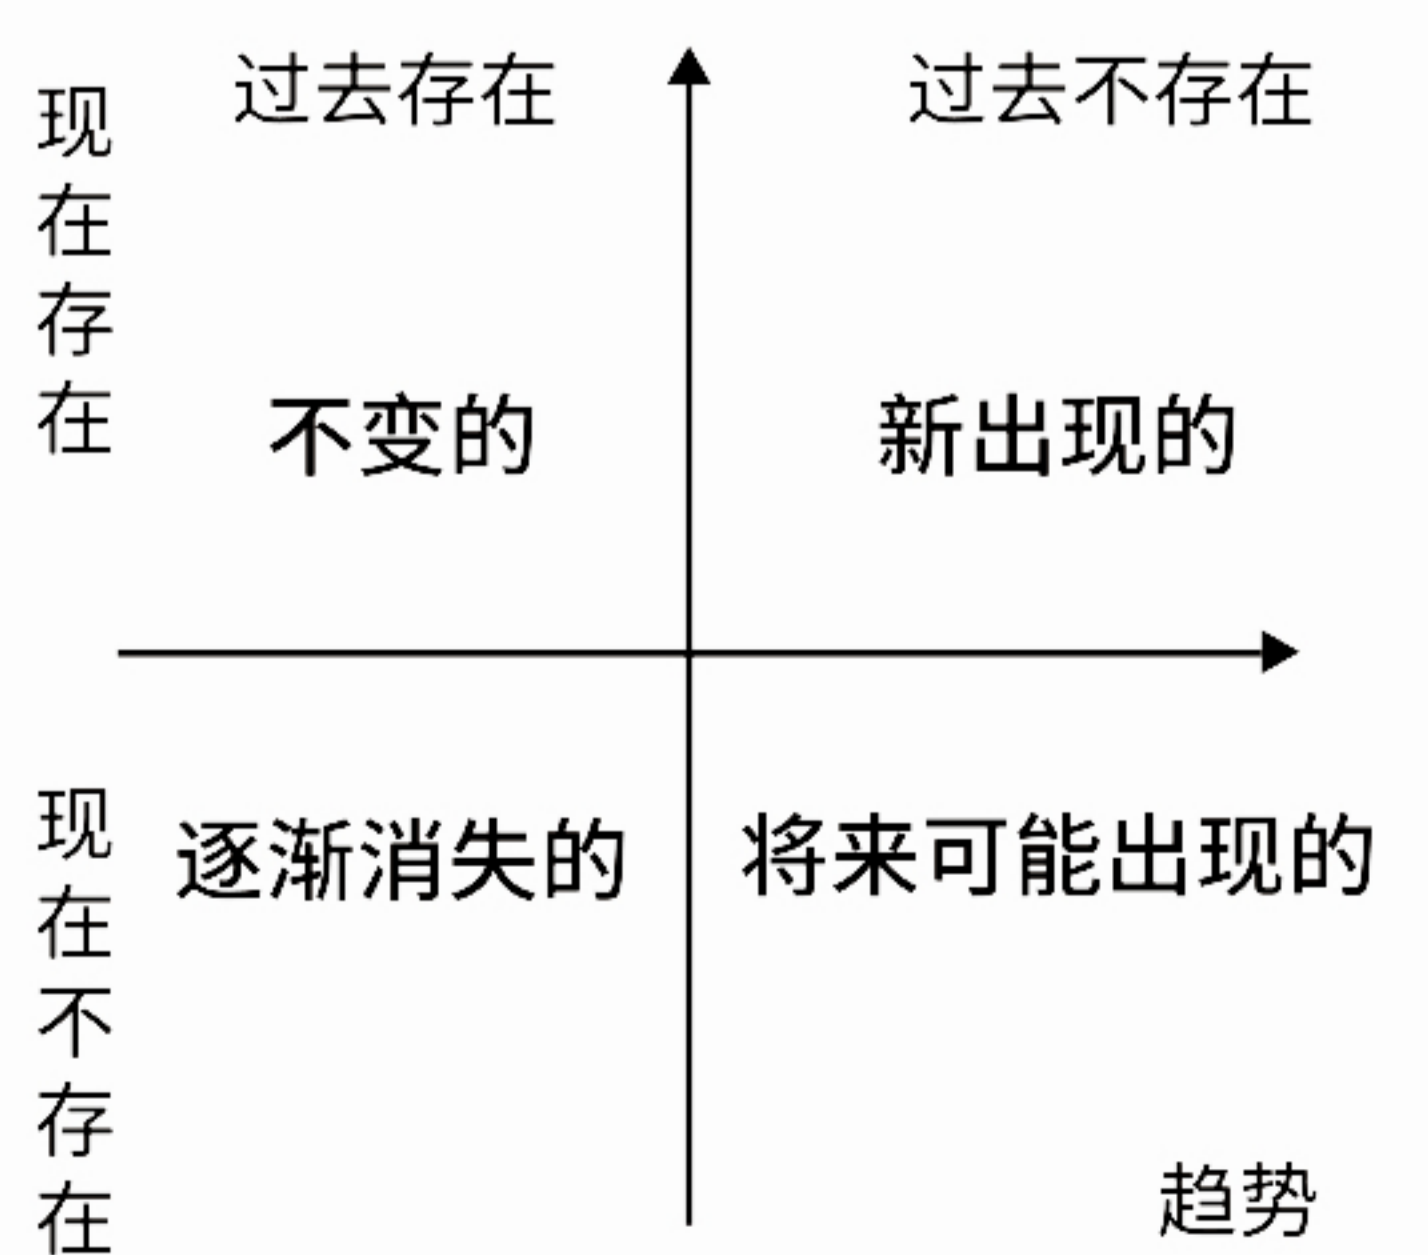 过去存在
过去不存在
现在存在
不变的
新出现的
现在不存在
逐渐消失的
将来可能出现的
趋势